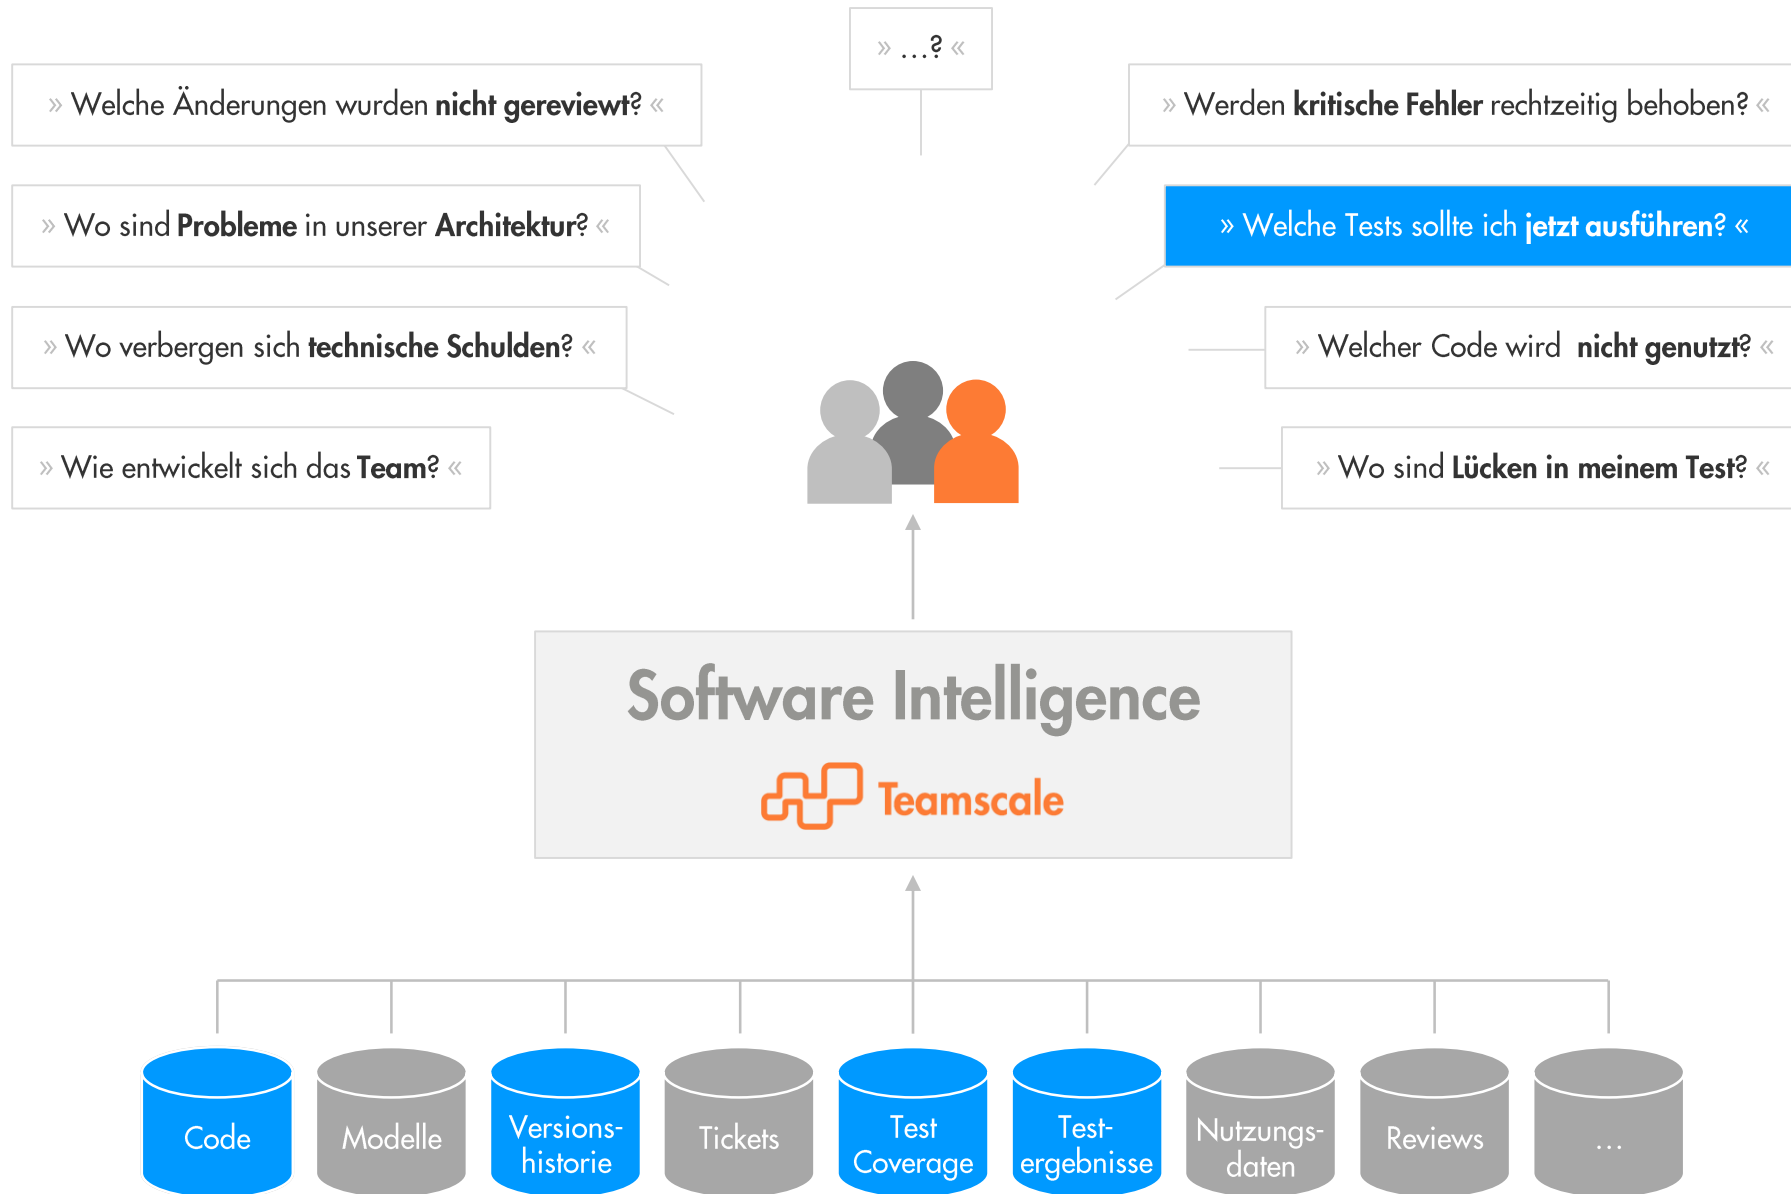 » …? «
» Welche Änderungen wurden nicht gereviewt? «
» Werden kritische Fehler rechtzeitig behoben? «
» Wo sind Probleme in unserer Architektur? «
» Welche Tests sollte ich jetzt ausführen? «
» Wo verbergen sich technische Schulden? «
» Welcher Code wird nicht genutzt? «
» Wie entwickelt sich das Team? «
» Wo sind Lücken in meinem Test? «
Software Intelligence
Teamscale
Code
Modelle
Versions-
historie
Tickets
Test
Coverage
Test-
ergebnisse
Nutzungs-
daten
Reviews
…